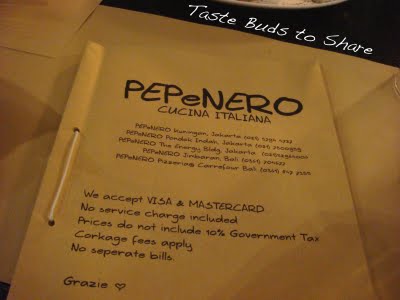 Taste Buds to Share
PEPeNERO
CUCINA ITALIANA
PEPeNERO Kuningan, Jakarta
PEPeNERO Pondok Indah, Jakarta
PEPeNERO The Energy Bldg, Jakarta
PEPeNERO Jimbaran, Bali
PEPeNERO Pizzeria Carrefour Bali
We accept VISA & MASTERCARD
No service charge included
Prices do not include 10% Government Tax
Corkage fees apply
No seperate bills.
Grazie ♡